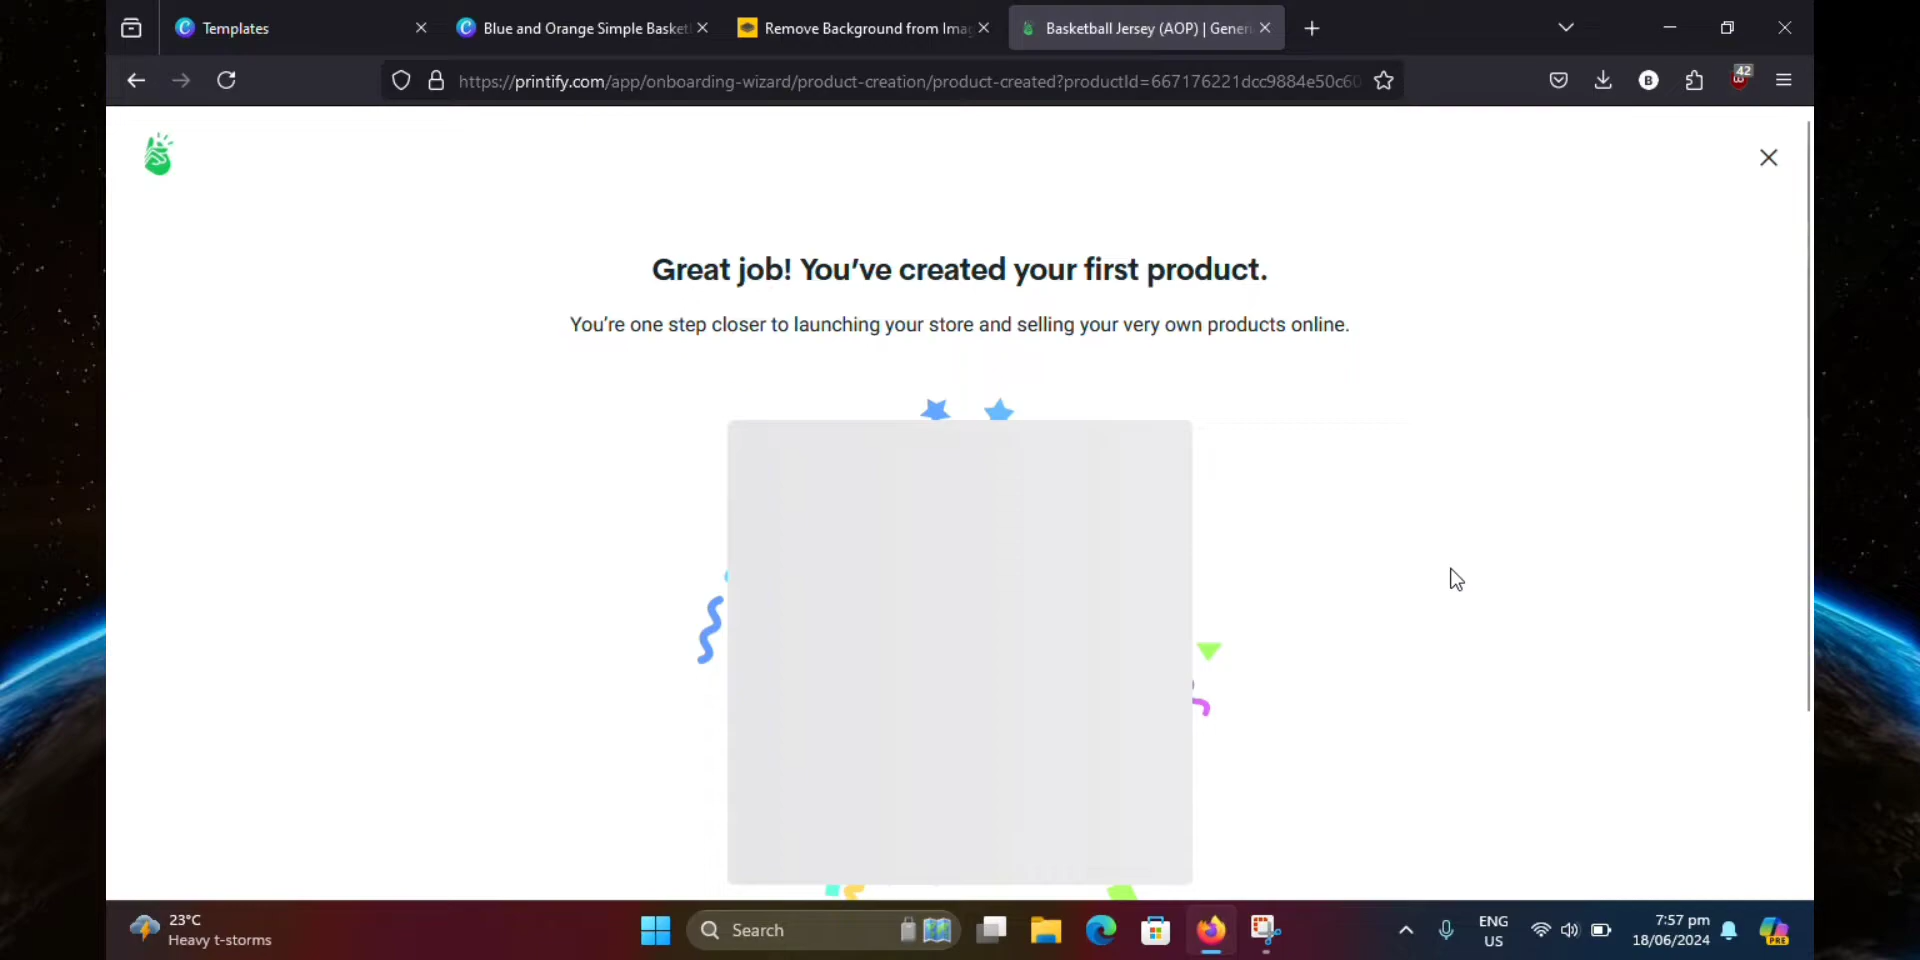 Templates
Blue and Orange Simple Basket
Remove Background from Ima
Basketball Jersey (AOP) | Gener
https://printify.com/app/onboarding-wizard/product-creation/product-created?productId=667176221dcc9884e50c60
42
Great job! You’ve created your first product.
You’re one step closer to launching your store and selling your very own products online.
23°C
Heavy t-storms
Search
ENG
US
7:57 pm
18/06/2024
PRE